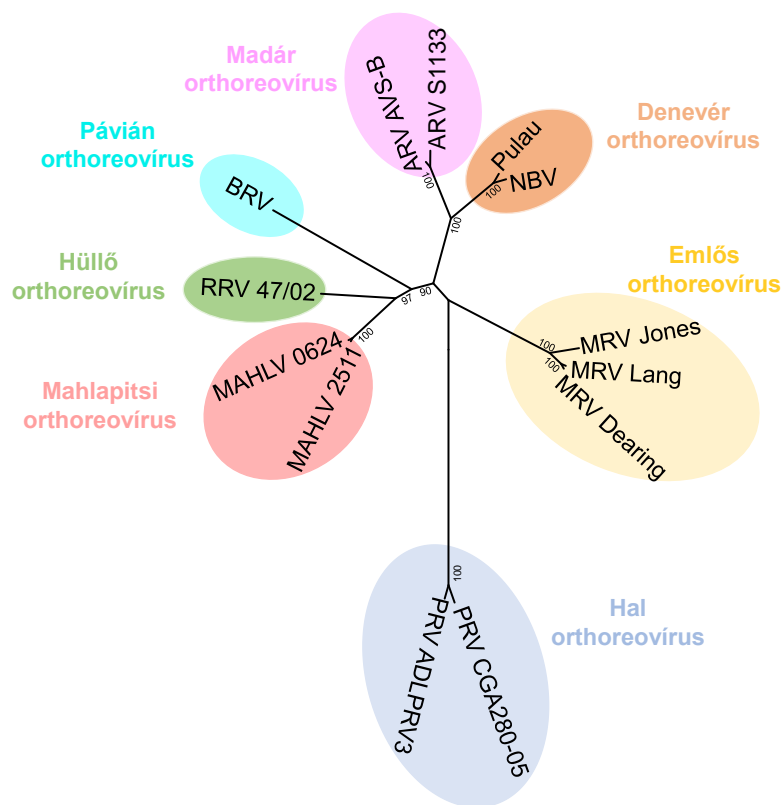 Madár
orthoreovírus
ARV AVS-B
ARV S1133
100
Denevér
orthoreovírus
Pulau
NBV
100
100
Pávián
orthoreovírus
BRV
Hüllő
orthoreovírus
RRV 47/02
97
90
Emlős
orthoreovírus
MRV Jones
MRV Lang
MRV Dearing
100
100
Mahlapitsi
orthoreovírus
MAHLV 0624
MAHLV 2511
100
Hal
orthoreovírus
100
PRV ADLPRV3
PRV CGA280-05